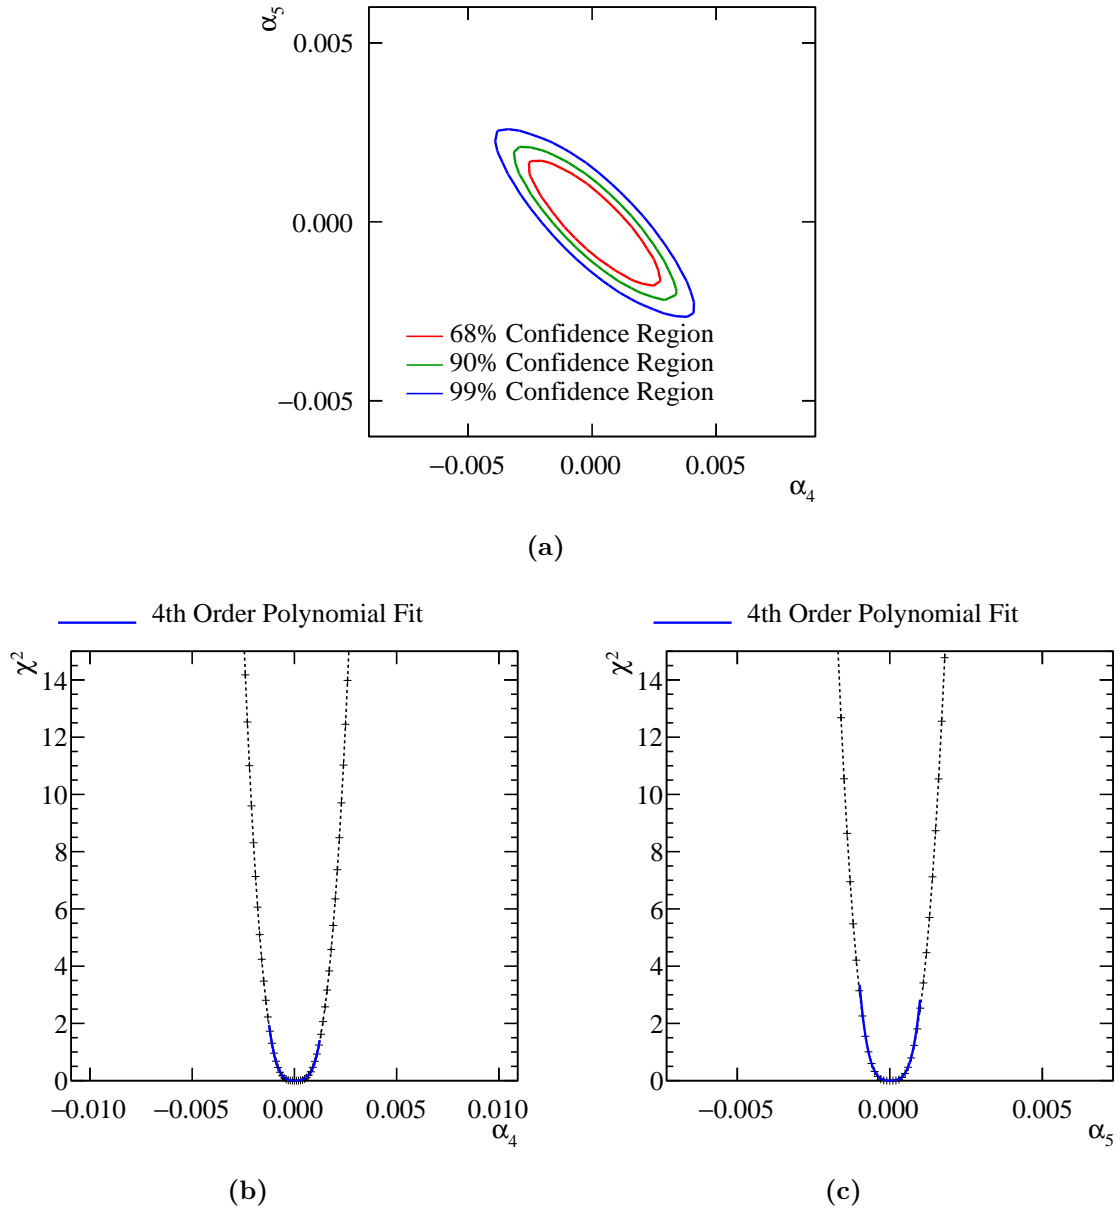 α5
0.005
0.000
−0.005
68% Confidence Region
90% Confidence Region
99% Confidence Region
−0.005 0.000 0.005
α4
(a)
4th Order Polynomial Fit
χ2
14
12
10
8
6
4
2
0
−0.010 −0.005 0.000 0.005 0.010
α4
(b)
4th Order Polynomial Fit
χ2
14
12
10
8
6
4
2
0
−0.005 0.000 0.005
α5
(c)